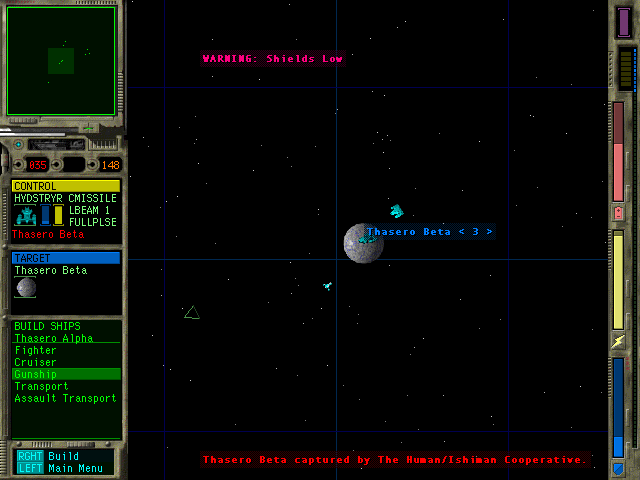 WARNING: Shields Low
035
148
CONTROL
HVDSTRYR CMISSILE
LBEAM 1
FULLPLSE
Thasero Beta
TARGET
Thasero Beta
Thasero Beta < 3 >
BUILD SHIPS
Thasero Alpha
Fighter
Cruiser
Gunship
Transport
Assault Transport
RGHT Build
LEFT Main Menu
Thasero Beta captured by The Human/Ishiman Cooperative.